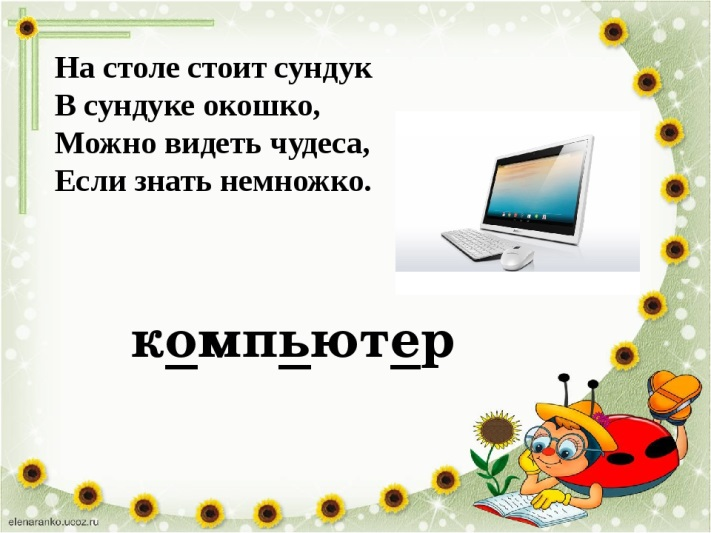 На столе стоит сундук
В сундуке окошко,
Можно видеть чудеса,
Если знать немножко.
компьютер
elenaranko.ucoz.ru